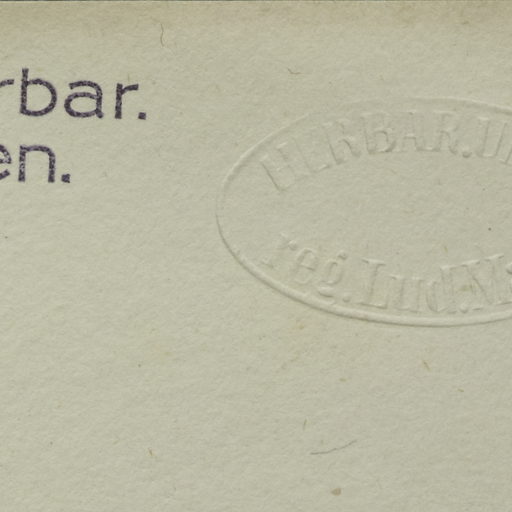 rbar.
en.
HERBAR.U
reg.Lud.M